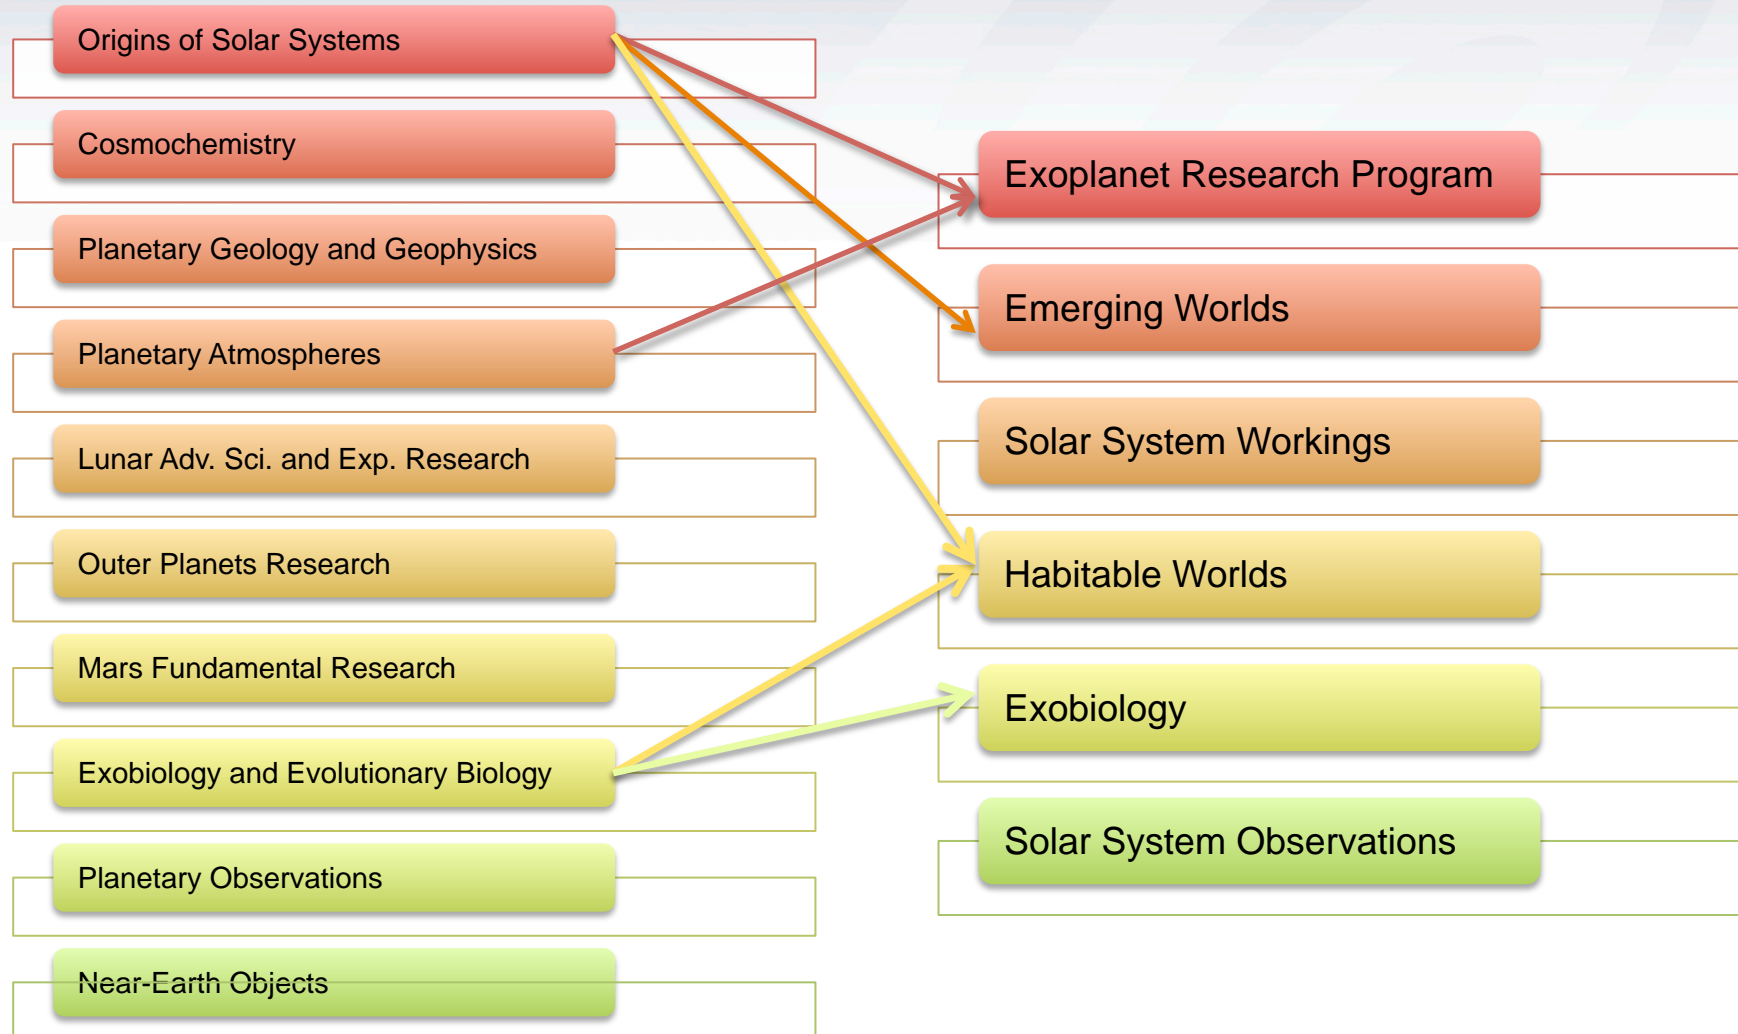 Origins of Solar Systems
Cosmochemistry
Planetary Geology and Geophysics
Planetary Atmospheres
Lunar Adv. Sci. and Exp. Research
Outer Planets Research
Mars Fundamental Research
Exobiology and Evolutionary Biology
Planetary Observations
Near-Earth Objects
Exoplanet Research Program
Emerging Worlds
Solar System Workings
Habitable Worlds
Exobiology
Solar System Observations